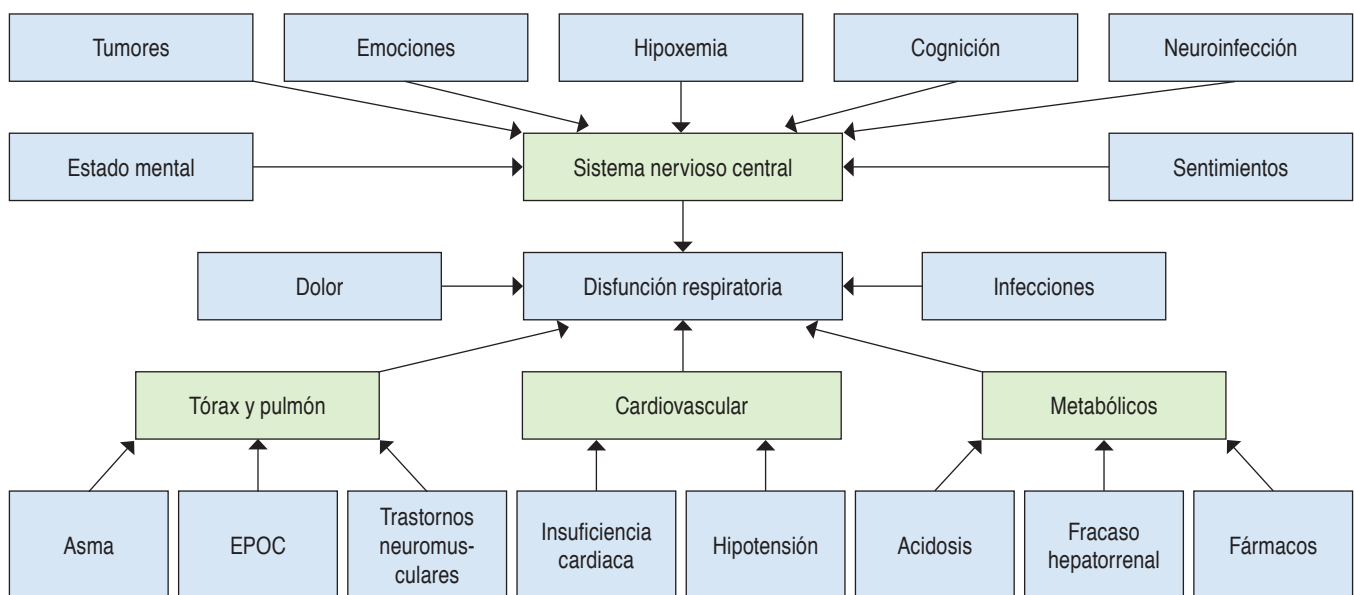 Tumores
Emociones
Hipoxemia
Cognición
Neuroinfección
Estado mental
Sistema nervioso central
Sentimientos
Dolor
Disfunción respiratoria
Infecciones
Tórax y pulmón
Cardiovascular
Metabólicos
Asma
EPOC
Trastornos
neuromus-
culares
Insuficiencia
cardiaca
Hipotensión
Acidosis
Fracaso
hepatorrenal
Fármacos